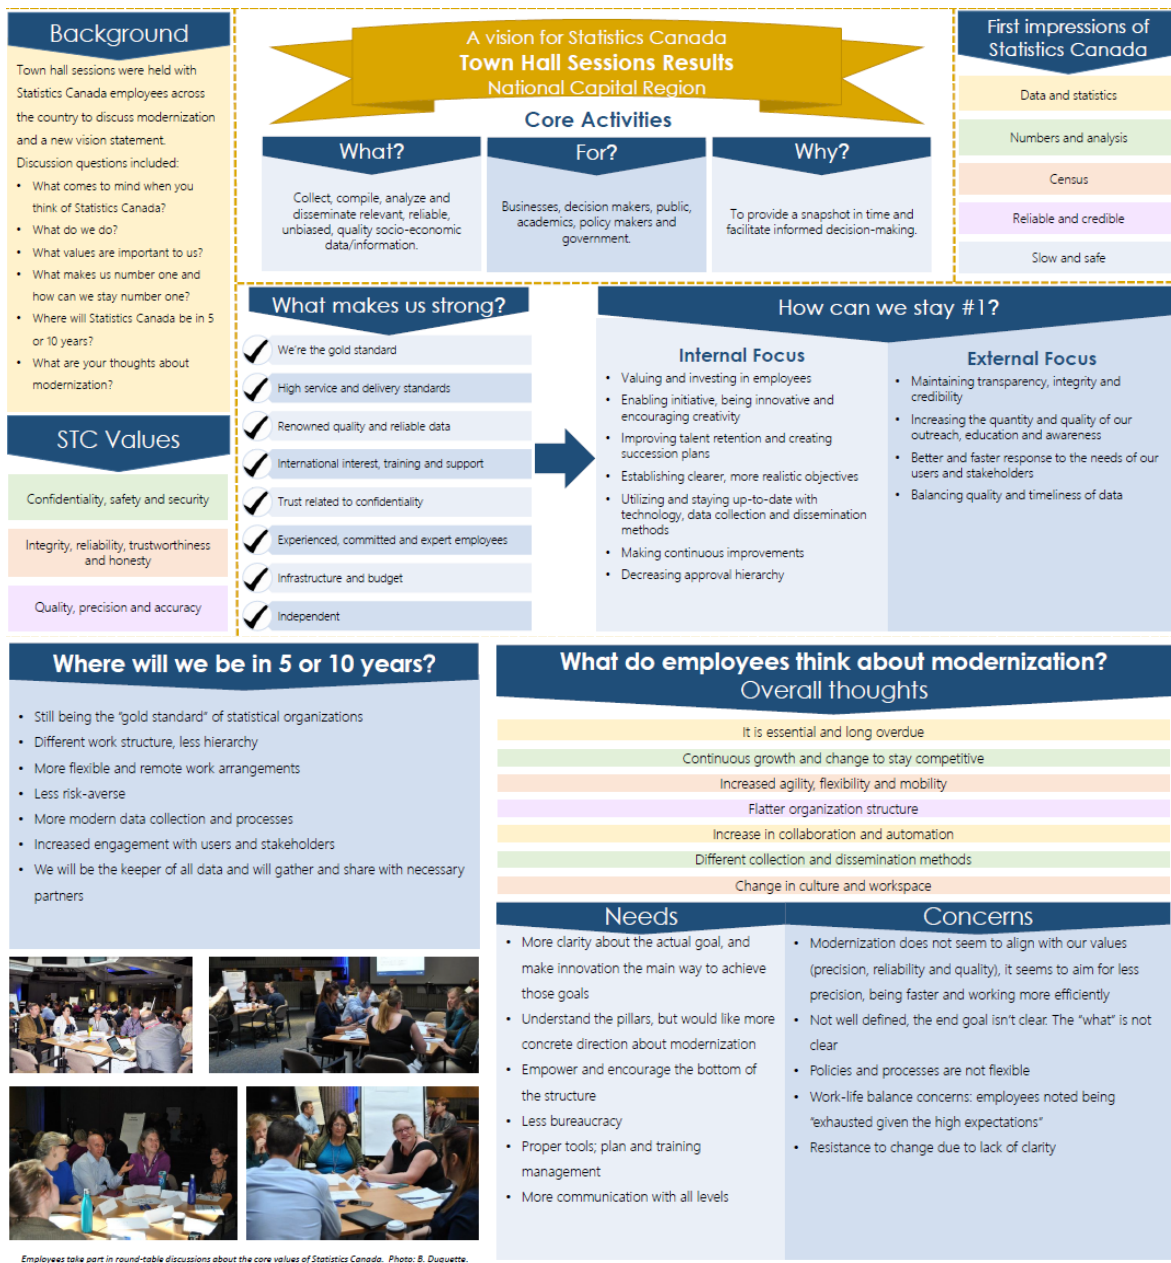 Background
Town hall sessions were held with
Statistics Canada employees across
the country to discuss modernization
and a new vision statement.
Discussion questions included:
• What comes to mind when you
think of Statistics Canada?
• What do we do?
• What values are important to us?
• What makes us number one and
how can we stay number one?
• Where will Statistics Canada be in 5
or 10 years?
• What are your thoughts about
modernization?
STC Values
Confidentiality, safety and security
Integrity, reliability, trustworthiness
and honesty
Quality, precision and accuracy
A vision for Statistics Canada
Town Hall Sessions Results
National Capital Region
Core Activities
What?
Collect, compile, analyze and
disseminate relevant, reliable,
unbiased, quality socio-economic
data/information.
For?
Businesses, decision makers, public,
academics, policy makers and
government.
Why?
To provide a snapshot in time and
facilitate informed decision-making.
First impressions of
Statistics Canada
Data and statistics
Numbers and analysis
Census
Reliable and credible
Slow and safe
What makes us strong?
We're the gold standard
High service and delivery standards
Renowned quality and reliable data
International interest, training and support
Trust related to confidentiality
Experienced, committed and expert employees
Infrastructure and budget
Independent
How can we stay #1?
Internal Focus
• Valuing and investing in employees
• Enabling initiative, being innovative and
encouraging creativity
• Improving talent retention and creating
succession plans
• Establishing clearer, more realistic objectives
• Utilizing and staying up-to-date with
technology, data collection and dissemination
methods
• Making continuous improvements
• Decreasing approval hierarchy
External Focus
• Maintaining transparency, integrity and
credibility
• Increasing the quantity and quality of our
outreach, education and awareness
• Better and faster response to the needs of our
users and stakeholders
• Balancing quality and timeliness of data
Where will we be in 5 or 10 years?
• Still being the "gold standard" of statistical organizations
• Different work structure, less hierarchy
• More flexible and remote work arrangements
• Less risk-averse
• More modern data collection and processes
• Increased engagement with users and stakeholders
• We will be the keeper of all data and will gather and share with necessary
partners
Employees take part in round-table discussions about the core values of Statistics Canada. Photo: B. Duquette.
What do employees think about modernization?
Overall thoughts
It is essential and long overdue
Continuous growth and change to stay competitive
Increased agility, flexibility and mobility
Flatter organization structure
Increase in collaboration and automation
Different collection and dissemination methods
Change in culture and workspace
Needs
• More clarity about the actual goal, and
make innovation the main way to achieve
those goals
• Understand the pillars, but would like more
concrete direction about modernization
• Empower and encourage the bottom of
the structure
• Less bureaucracy
• Proper tools; plan and training
management
• More communication with all levels
Concerns
• Modernization does not seem to align with our values
(precision, reliability and quality), it seems to aim for less
precision, being faster and working more efficiently
• Not well defined, the end goal isn't clear. The "what" is not
clear
• Policies and processes are not flexible
• Work-life balance concerns: employees noted being
"exhausted given the high expectations"
• Resistance to change due to lack of clarity